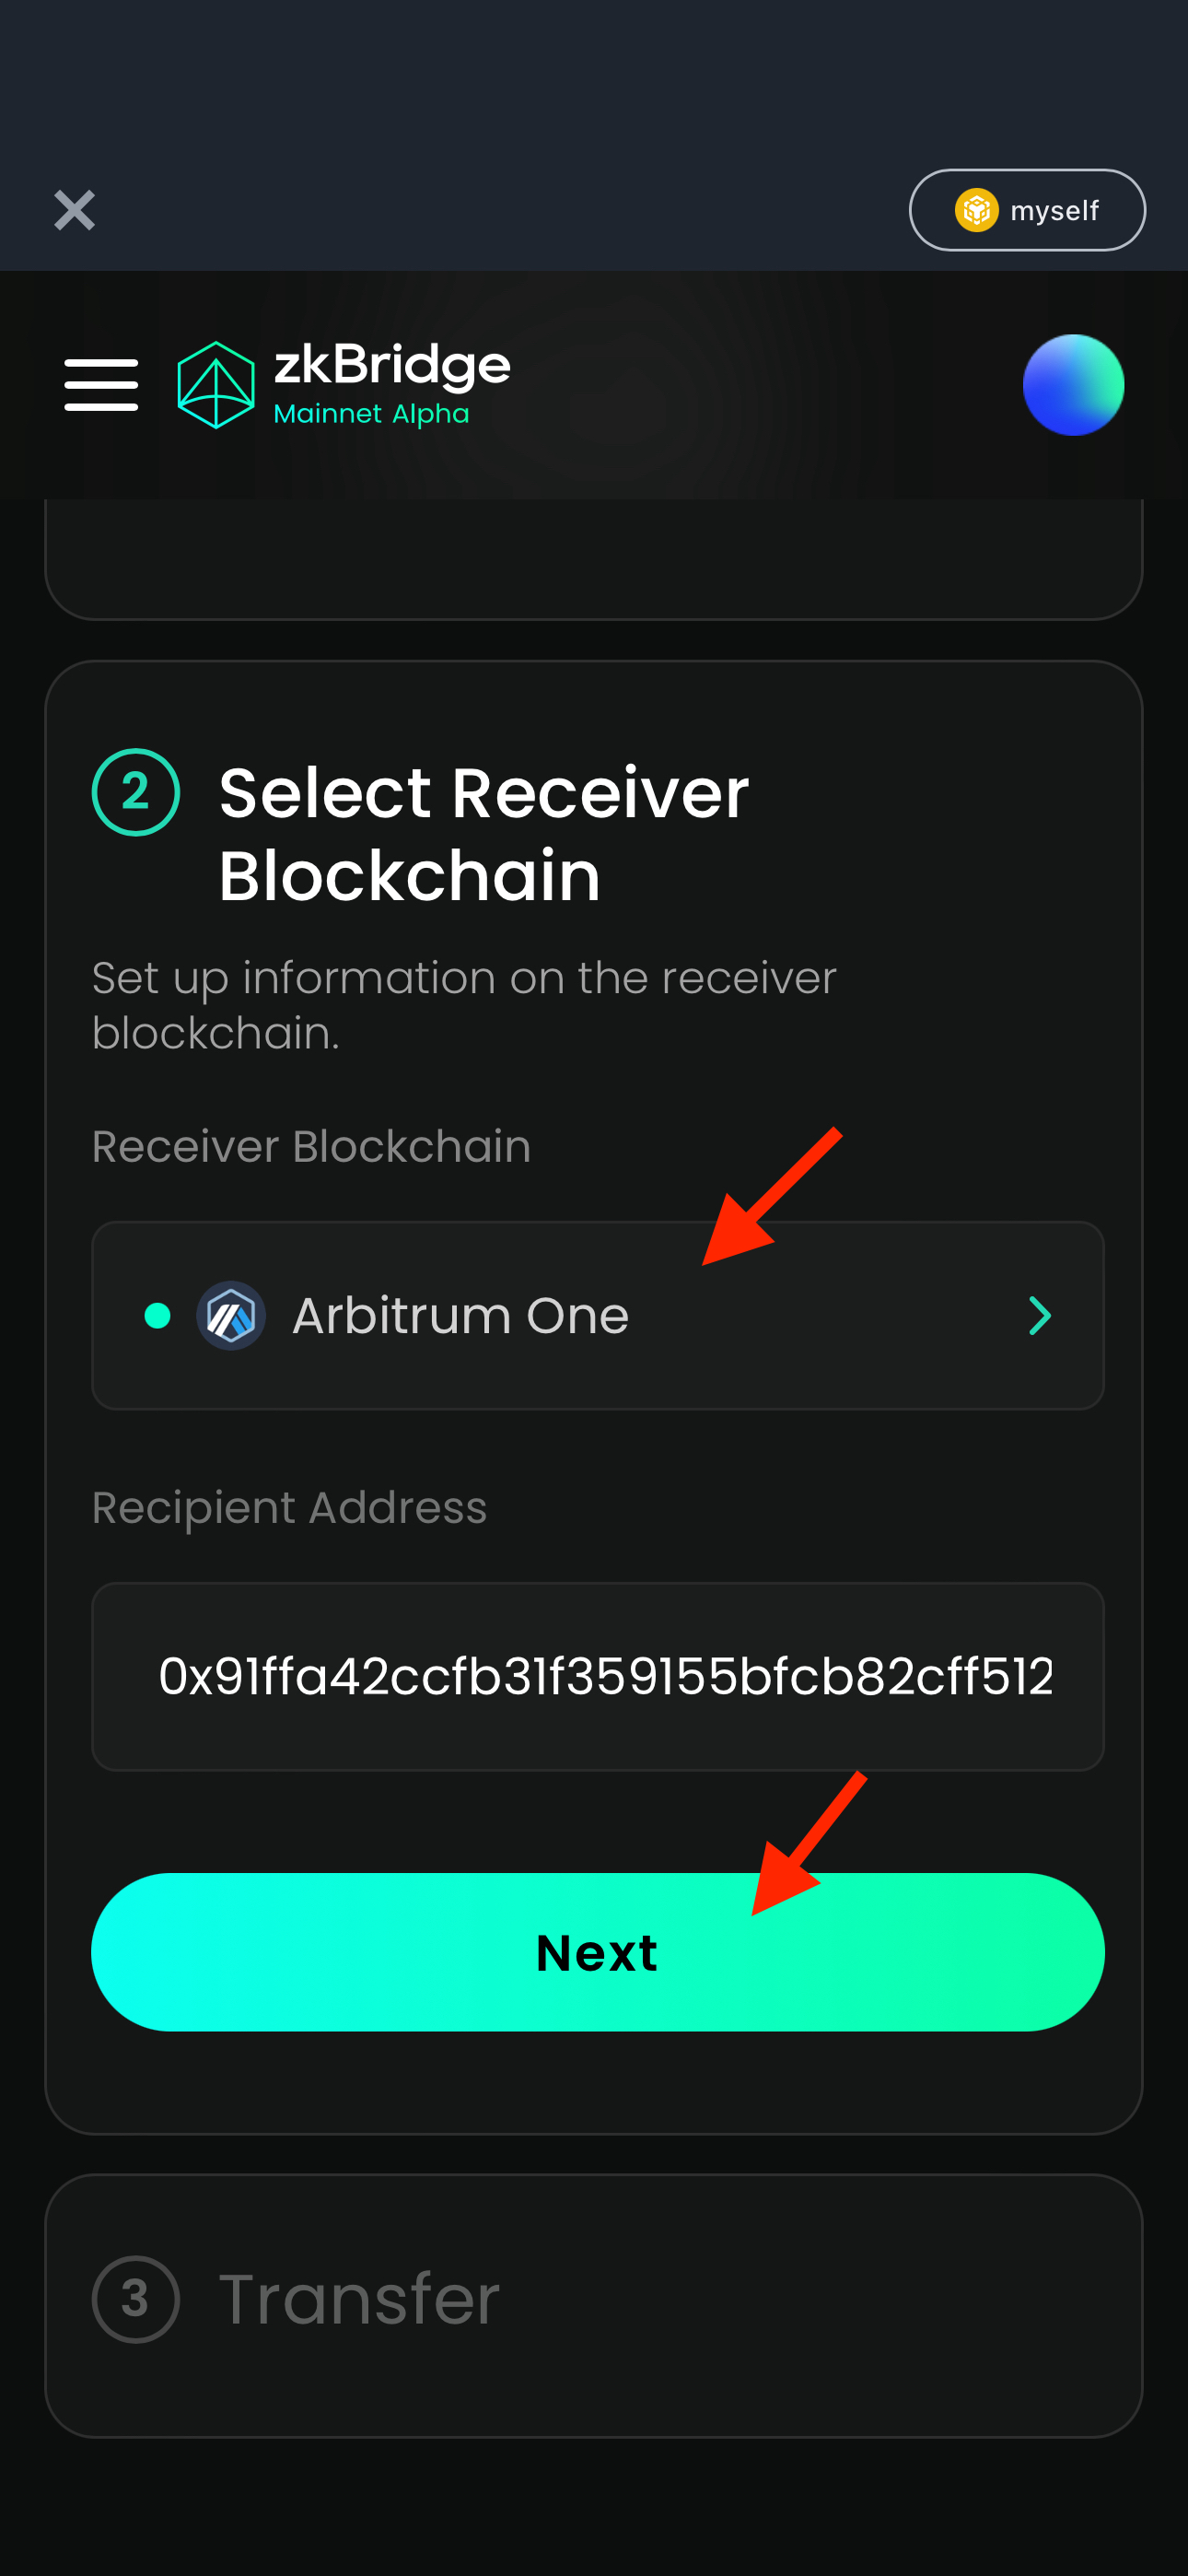 myself
zkBridge
Mainnet Alpha
2
Select Receiver
Blockchain
Set up information on the receiver
blockchain.
Receiver Blockchain
Arbitrum One
Recipient Address
0x91ffa42ccfb31f359155bfcb82cff512
Next
3
Transfer